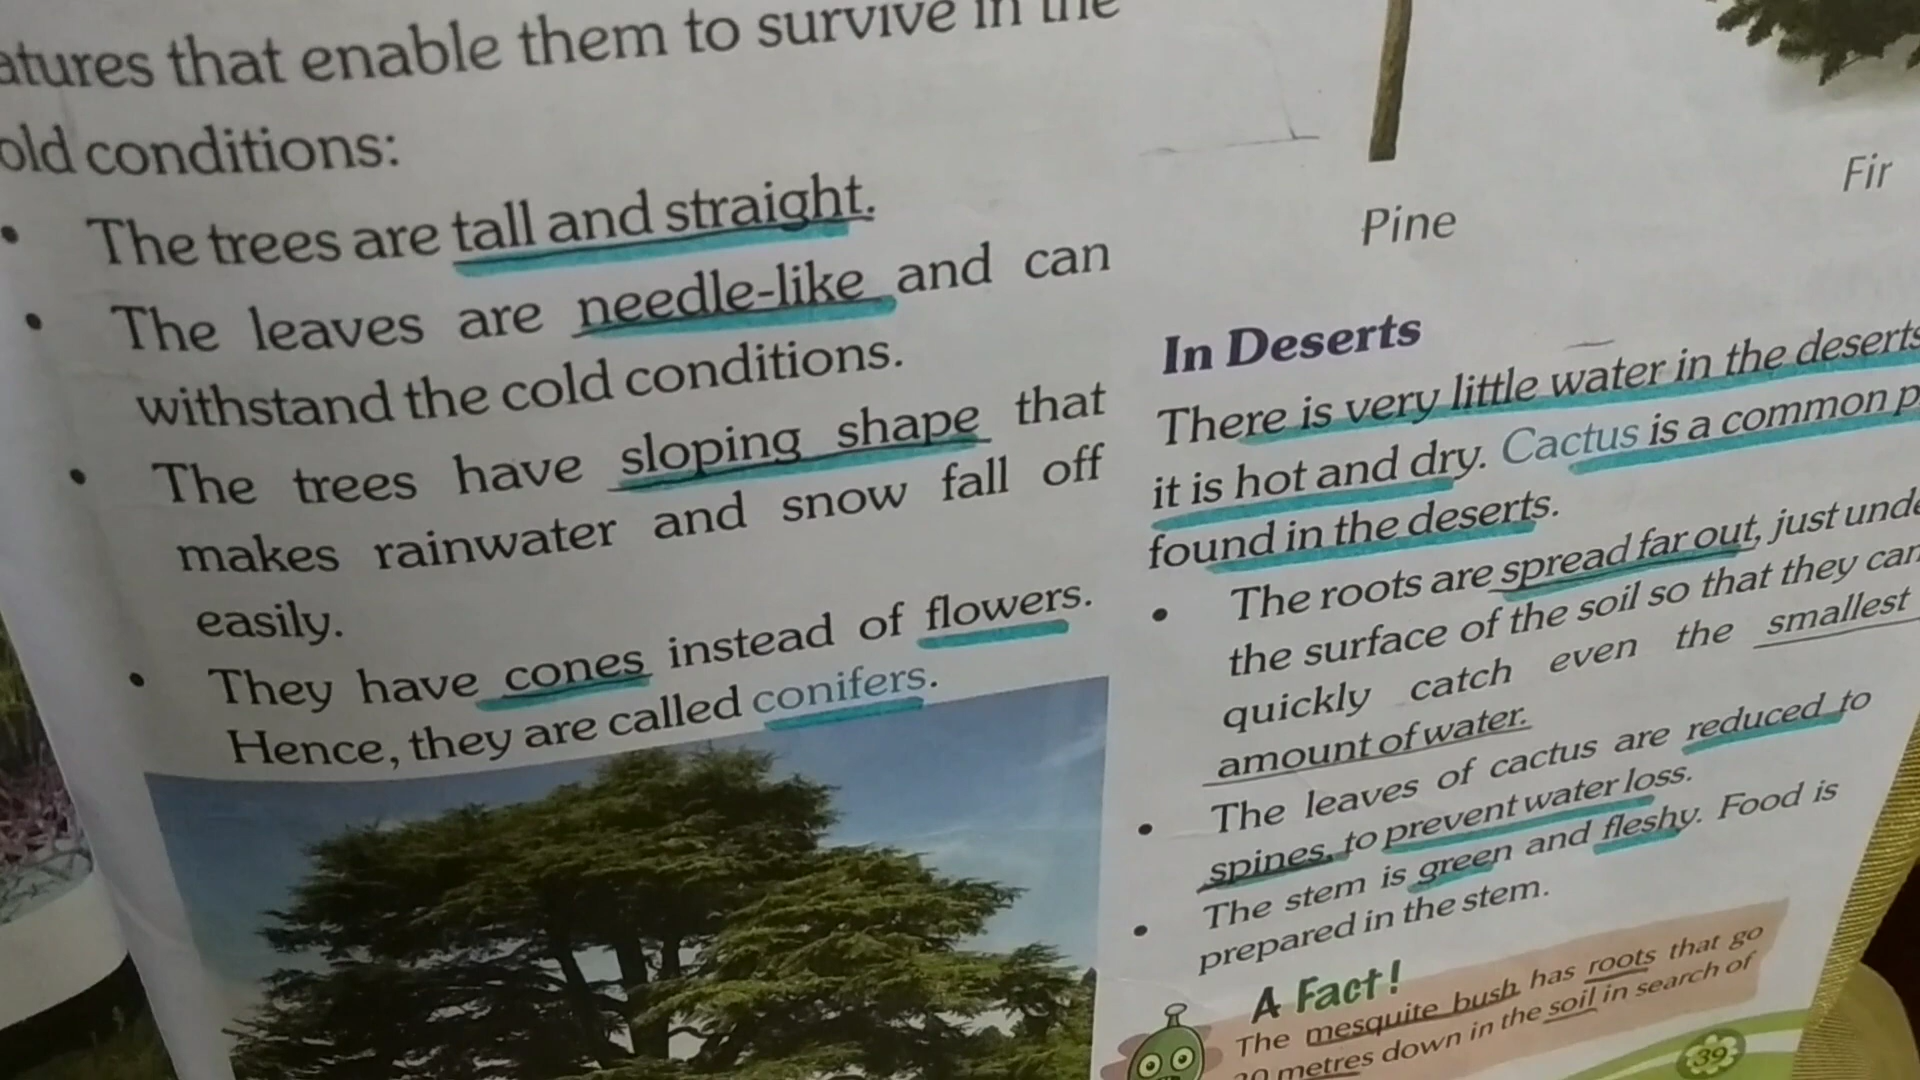 that enable them to survive in the
conditions:
• The trees are tall and straight.
• The leaves are needle-like and can
withstand the cold conditions.
• The trees have sloping shape that
makes rainwater and snow fall off
easily.
• They have cones instead of flowers.
Hence, they are called conifers.
Pine
Fir
In Deserts
There is very little water in the deserts
it is hot and dry. Cactus is a common
found in the deserts.
• The roots are spread far out, just
the surface of the soil so that they can
quickly catch even the smallest
amount of water.
• The leaves of cactus are reduced to
spines, to prevent water loss.
• The stem is green and fleshy. Food is
prepared in the stem.
A Fact!
The mesquite bush has roots that go
metres down in the soil in search of
39